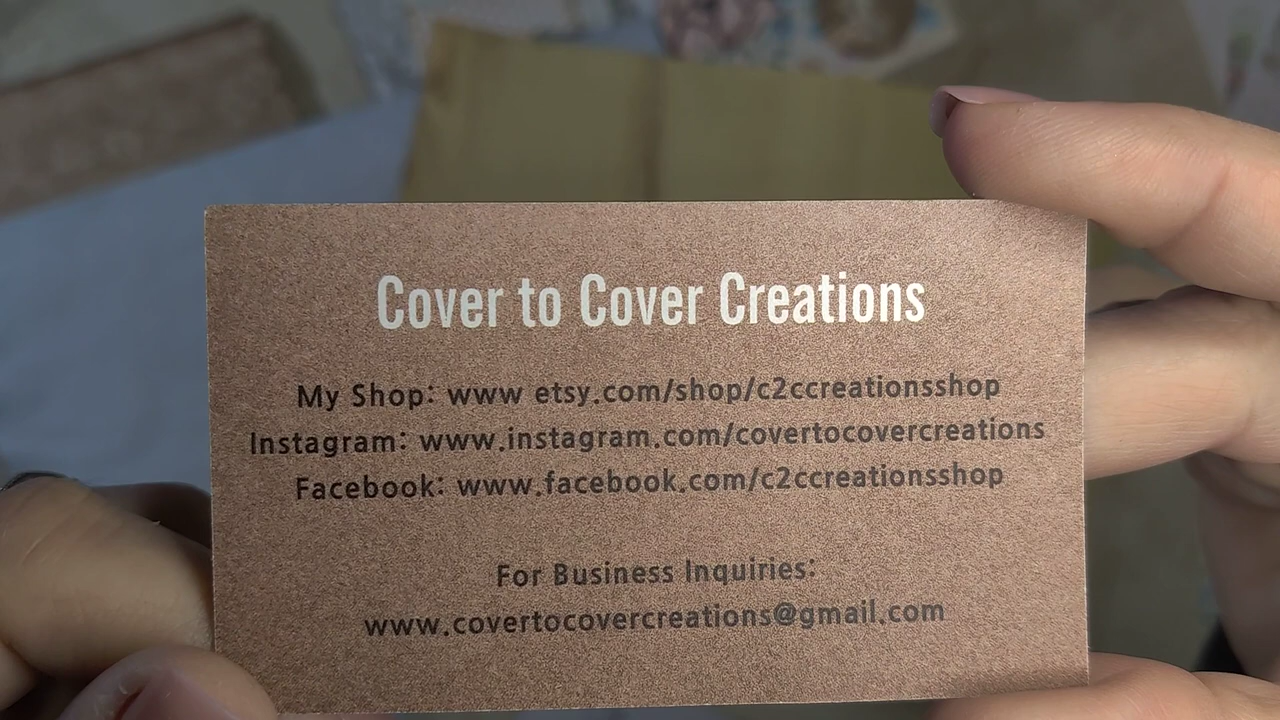 Cover to Cover Creations
My Shop: www etsy.com/shop/c2ccreationsshop
Instagram: www.instagram.com/covertocovercreations
Facebook: www.facebook.com/c2ccreationsshop
For Business Inquiries:
www.covertocovercreations@gmail.com